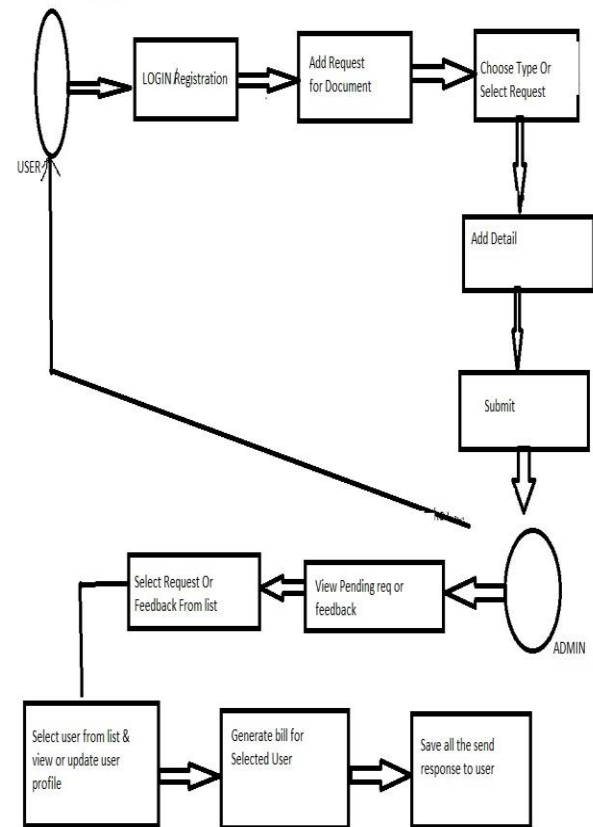 LOGIN/Registration
Add Request
for Document
Choose Type Or
Select Request
USER
Add Detail
Submit
Select Request Or
Feedback From list
View Pending req or
feedback
ADMIN
Select user from list &
view or update user
profile
Generate bill for
Selected User
Save all the send
response to user